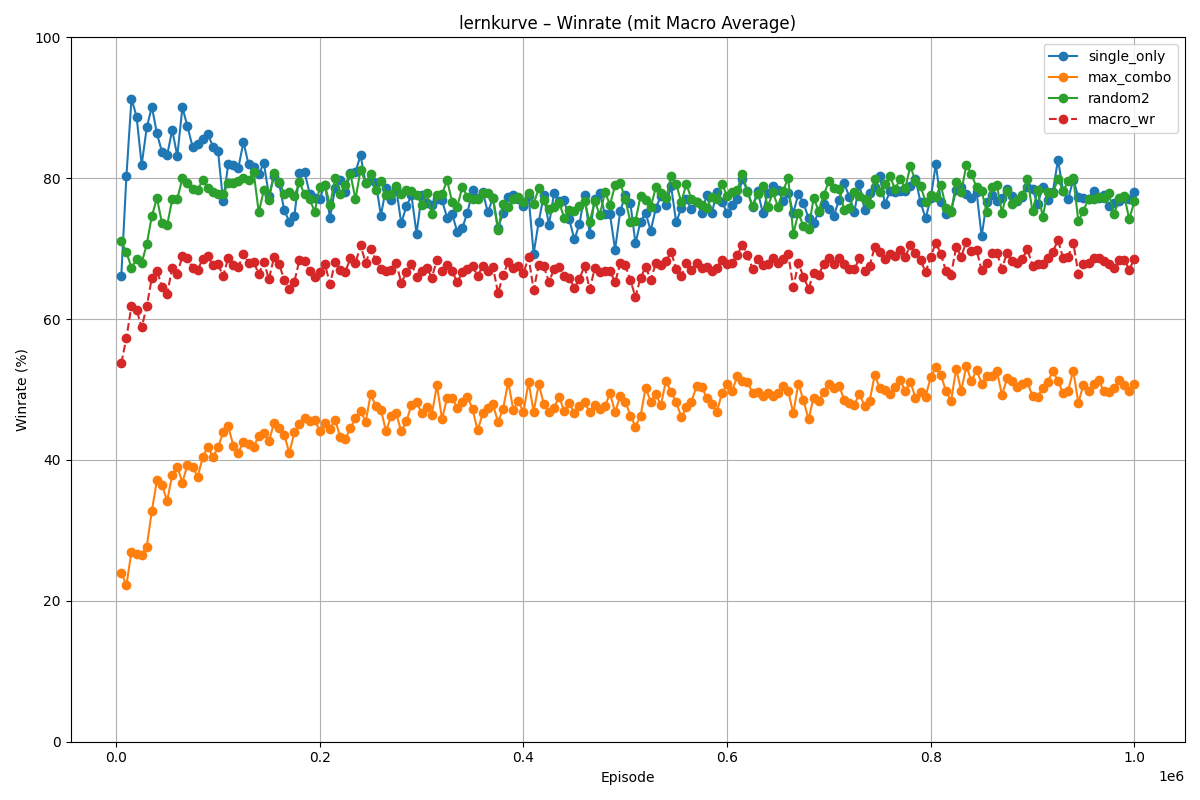 lernkurve – Winrate (mit Macro Average)
100
80
60
40
20
0
Winrate (%)
single_only
max_combo
random2
macro_wr
0.0
0.2
0.4
0.6
0.8
1.0
1e6
Episode